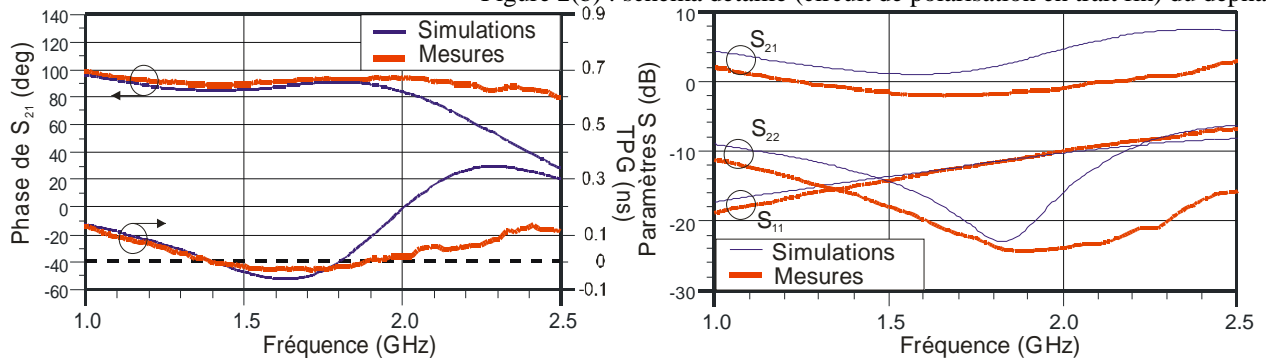 Figure 2(b) : schéma détaillé (circuit de polarisation en trait fin) du dépha
140
120
100
80
60
40
20
0
-20
-40
-60
Phase de S21 (deg)
Simulations
Mesures
0.9
0.7
0.6
0.5
0.3
0.1
0
-0.1
TPG (ns)
1.0
1.5
2.0
2.5
Fréquence (GHz)
10
0
-10
-20
-30
Paramètres S (dB)
S21
S22
S11
Simulations
Mesures
1.0
1.5
2.0
2.5
Fréquence (GHz)